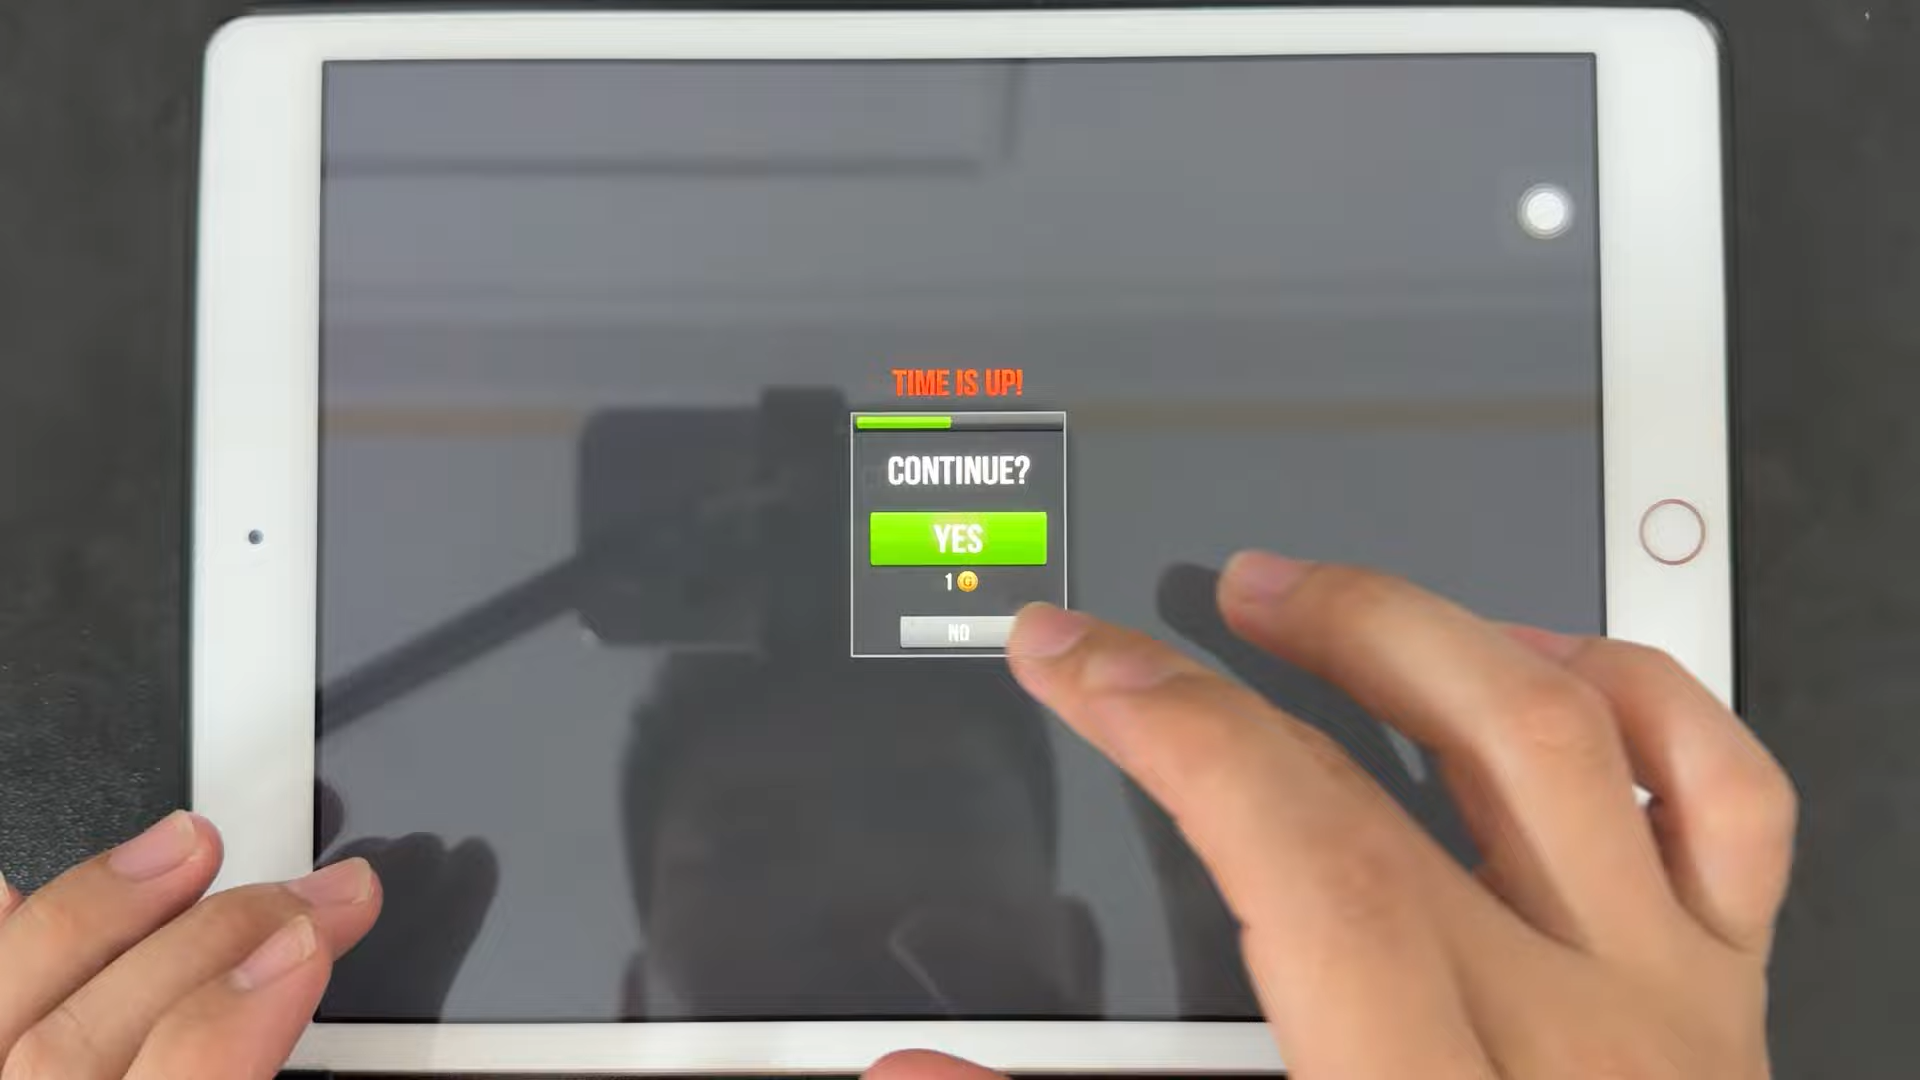 TIME IS UP!
CONTINUE?
YES
1 G
NO